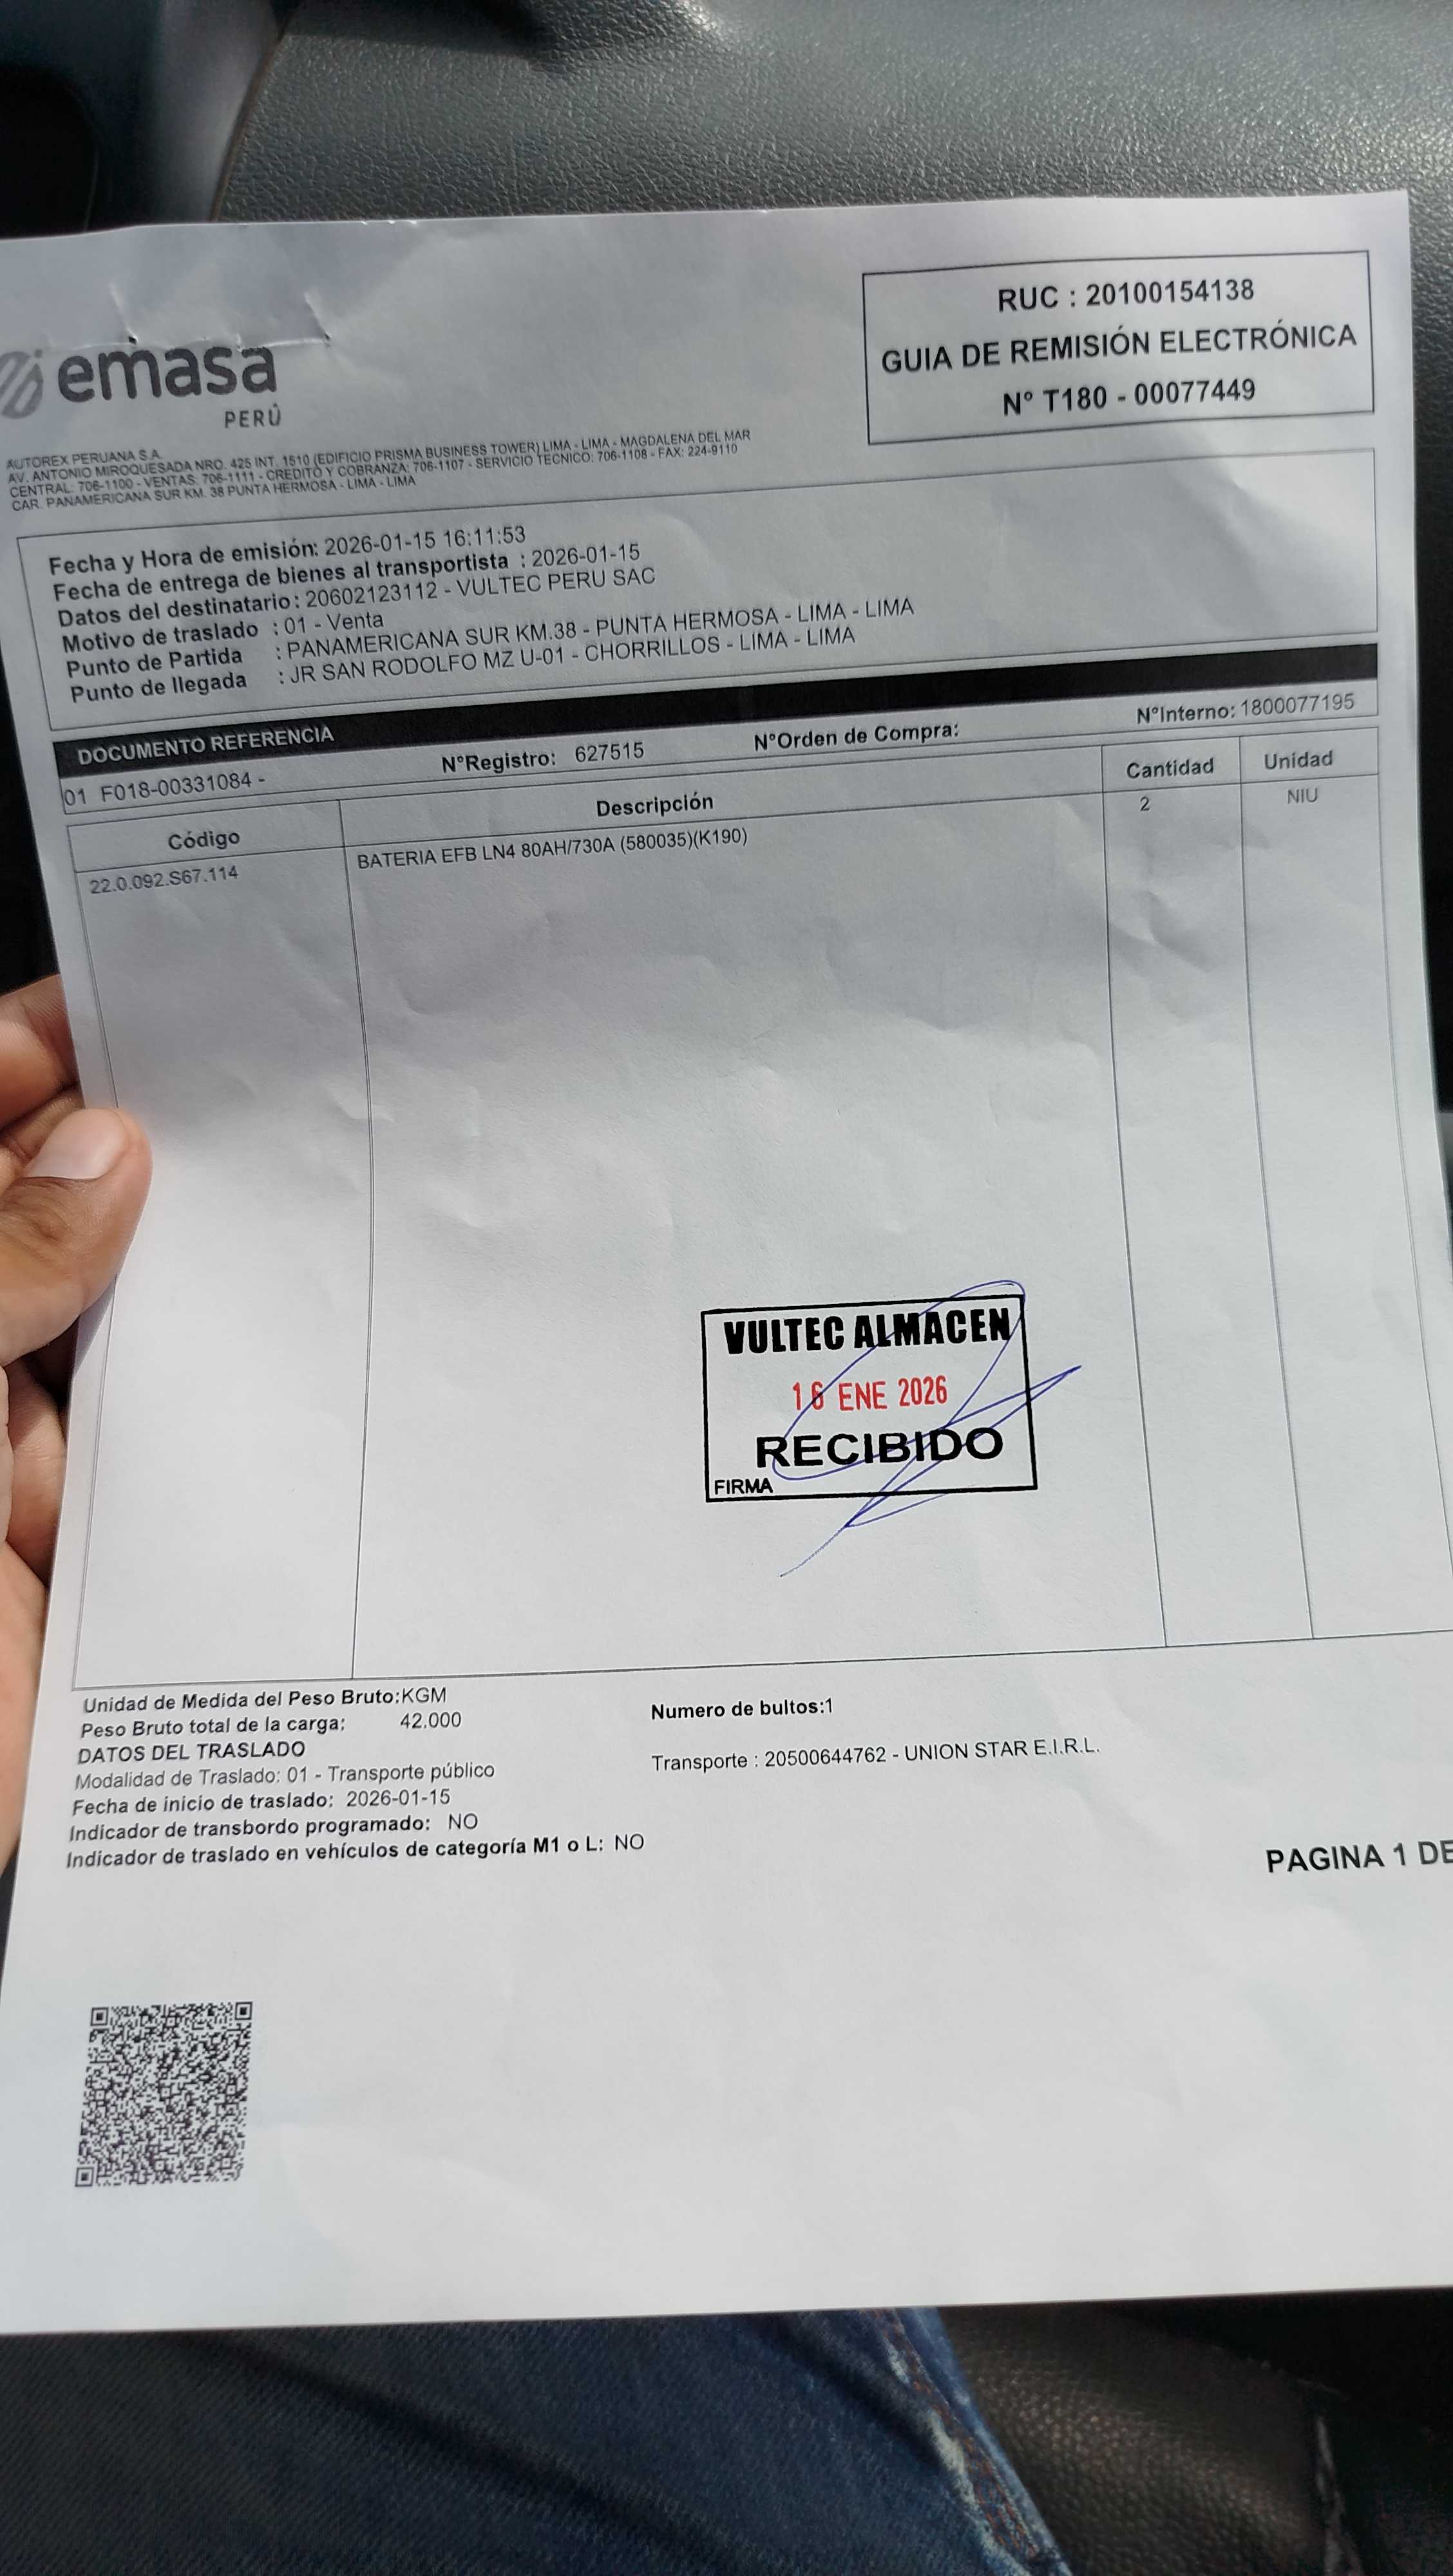 RUC : 20100154138
GUIA DE REMISIÓN ELECTRÓNICA
N° T180 - 00077449
emasa
PERÚ
AUTOREX PERUANA S.A.
AV. ANTONIO MIROQUESADA NRO. 425 INT. 1510 (EDIFICIO PRISMA BUSINESS TOWER) LIMA - LIMA - MAGDALENA DEL MAR
CENTRAL: 706-1100 - VENTAS: 706-1111 - CREDITO Y COBRANZA: 706-1107 - SERVICIO TECNICO: 706-1108 - FAX: 224-9110
CAR. PANAMERICANA SUR KM. 38 PUNTA HERMOSA - LIMA - LIMA
Fecha y Hora de emisión: 2026-01-15 16:11:53
Fecha de entrega de bienes al transportista : 2026-01-15
Datos del destinatario : 20602123112 - VULTEC PERU SAC
Motivo de traslado : 01 - Venta
Punto de Partida : PANAMERICANA SUR KM.38 - PUNTA HERMOSA - LIMA - LIMA
Punto de llegada : JR SAN RODOLFO MZ U-01 - CHORRILLOS - LIMA - LIMA
DOCUMENTO REFERENCIA
01 F018-00331084 - N°Registro: 627515 N°Orden de Compra: N°Interno: 1800077195
Código Descripción Cantidad Unidad
22.0.092.S67.114 BATERIA EFB LN4 80AH/730A (580035)(K190) 2 NIU
VULTEC ALMACEN
16 ENE 2026
RECIBIDO
FIRMA
Unidad de Medida del Peso Bruto:KGM
Peso Bruto total de la carga: 42.000 Numero de bultos:1
DATOS DEL TRASLADO
Modalidad de Traslado: 01 - Transporte público Transporte : 20500644762 - UNION STAR E.I.R.L.
Fecha de inicio de traslado: 2026-01-15
Indicador de transbordo programado: NO
Indicador de traslado en vehículos de categoría M1 o L: NO
PAGINA 1 DE